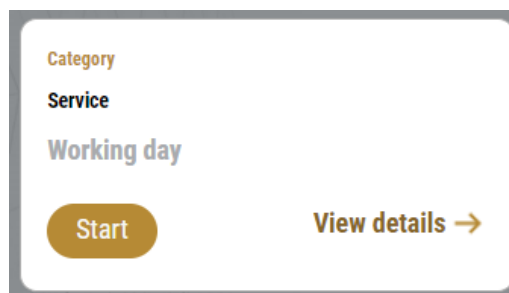 Category
Service
Working day
Start
View details →